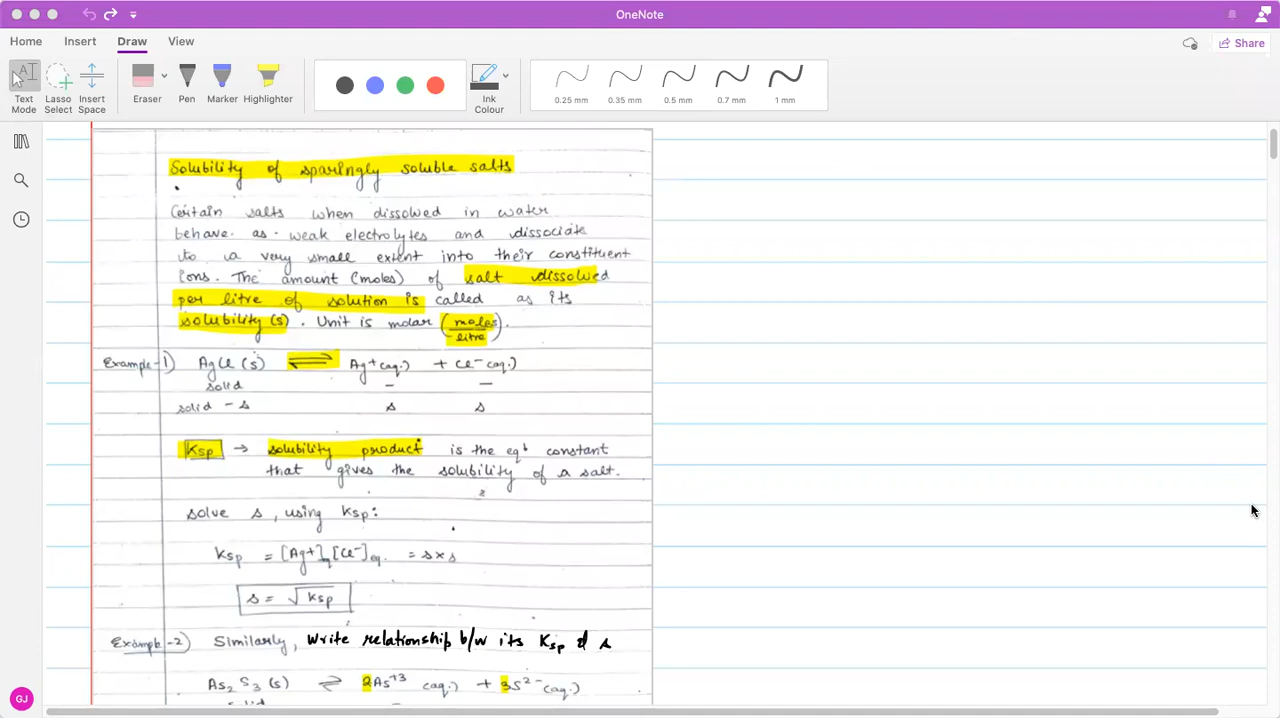 OneNote
Home Insert Draw View
Share
Text Mode
Lasso Select
Insert Space
Eraser
Pen
Marker
Highlighter
Ink Colour
0.25 mm
0.35 mm
0.5 mm
0.7 mm
1 mm
Solubility of sparingly soluble salts
Certain salts when dissolved in water
behave as weak electrolytes and dissociate
to a very small extent into their constituent
ions. The amount (moles) of salt dissolved
per litre of solution is called as its
solubility (s). Unit is molar (moles/litre).
Example-1) AgCl (s) ⇌ Ag+(aq.) + Cl-(aq.)
solid - -
solid - s s s
Ksp → solubility product is the eqb constant
that gives the solubility of a salt.
solve s, using Ksp:
Ksp = [Ag+]eq [Cl-]eq. = s×s
s = √Ksp
Example-2) Similarly, Write relationship b/w its Ksp & s
As2S3(s) ⇌ 2As+3 (aq.) + 3S2-(aq.)
solid -
GJ